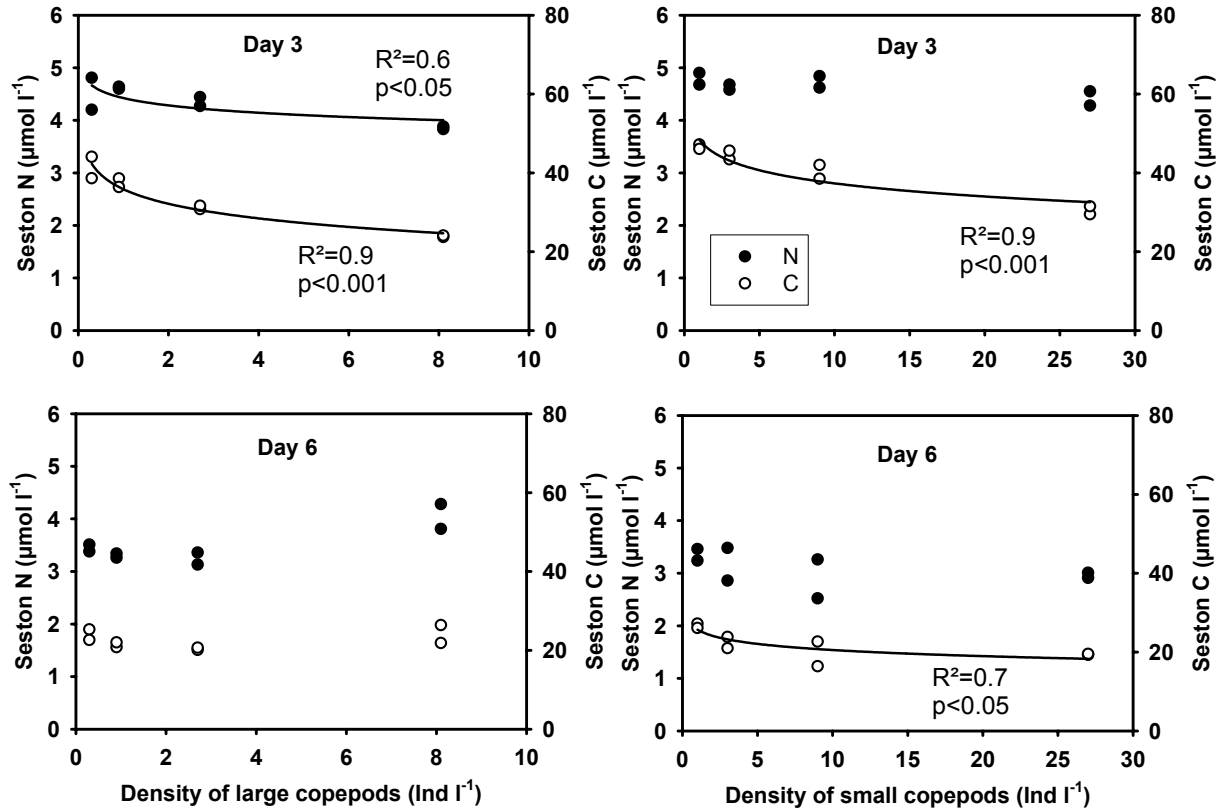 Day 3
R²=0.6
p<0.05
R²=0.9
p<0.001
6
5
4
3
2
1
0
80
60
40
20
0
0 2 4 6 8 10
Seston N (µmol l⁻¹)
Seston C (µmol l⁻¹)
Day 3
R²=0.9
p<0.001
N
C
6
5
4
3
2
1
0
80
60
40
20
0
0 5 10 15 20 25 30
Seston N (µmol l⁻¹)
Seston C (µmol l⁻¹)
Day 6
6
5
4
3
2
1
0
80
60
40
20
0
0 2 4 6 8 10
Seston N (µmol l⁻¹)
Seston C (µmol l⁻¹)
Density of large copepods (Ind l⁻¹)
Day 6
R²=0.7
p<0.05
6
5
4
3
2
1
0
80
60
40
20
0
0 5 10 15 20 25 30
Seston N (µmol l⁻¹)
Seston C (µmol l⁻¹)
Density of small copepods (Ind l⁻¹)